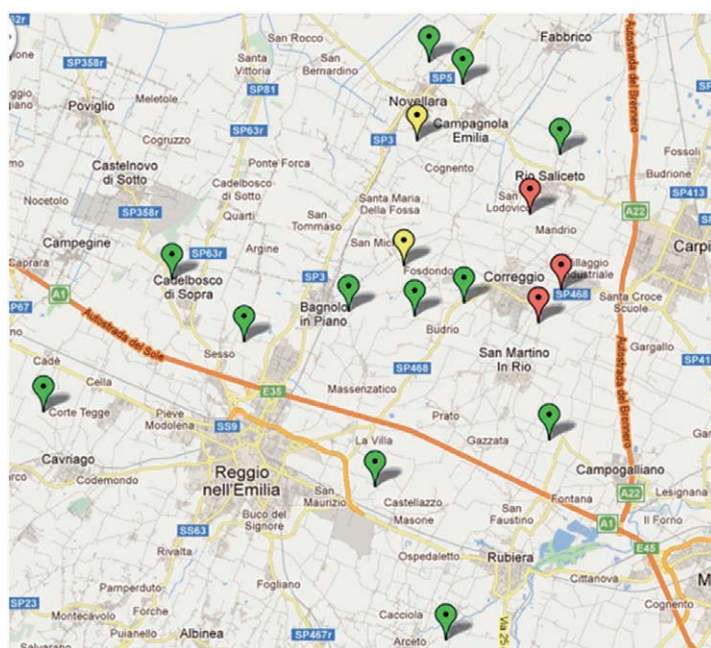 SP358r
San Rocco
Fabbrico
Santa
Vittoria
San
Bernardino
SP5
Autostrada del Brennero
Poviglio
Meletole
SP81
Novellara
Campagnola
Emilia
Cogruzzo
SP63r
SP3
Fossoli
Castelnovo
di Sotto
Ponte Forca
Cognento
Rio Saliceto
Budrione
SP413
Nocetolo
Cadelbosco
di Sotto
Santa Maria
Della Fossa
San
Lodovico
SP358r
Quarti
San
Tommaso
A22
Mandrio
Campegine
SP63r
Argine
Carpi
Caprara
Fosdondo
Correggio
Cadelbosco
di Sopra
SP3
SP468
A1
Bagnolo
in Piano
Santa Croce
Scuole
SP67
Budrio
Autostrada del Sole
Sesso
San Martino
In Rio
Gargallo
Cadè
SP468
Cella
E35
Massenzatico
Autostrada del Brennero
Corte Tegge
Pieve
Modolena
SS9
Prato
La Villa
Gazzata
Cavriago
Reggio
nell'Emilia
Campogalliano
Codemondo
San
Maurizio
Castellazzo
A22
Lesignana
Fontana
Buco del
Signore
Masone
San
Faustino
SS63
A1
Il Forno
Rivalta
Ospedaletto
Rubiera
E45
Fogliano
Cittanova
Pamperduto
SP23
Forche
Cacciola
Cognento
Montecavolo
Puianello
Albinea
SP467r
Arceto
Via 25